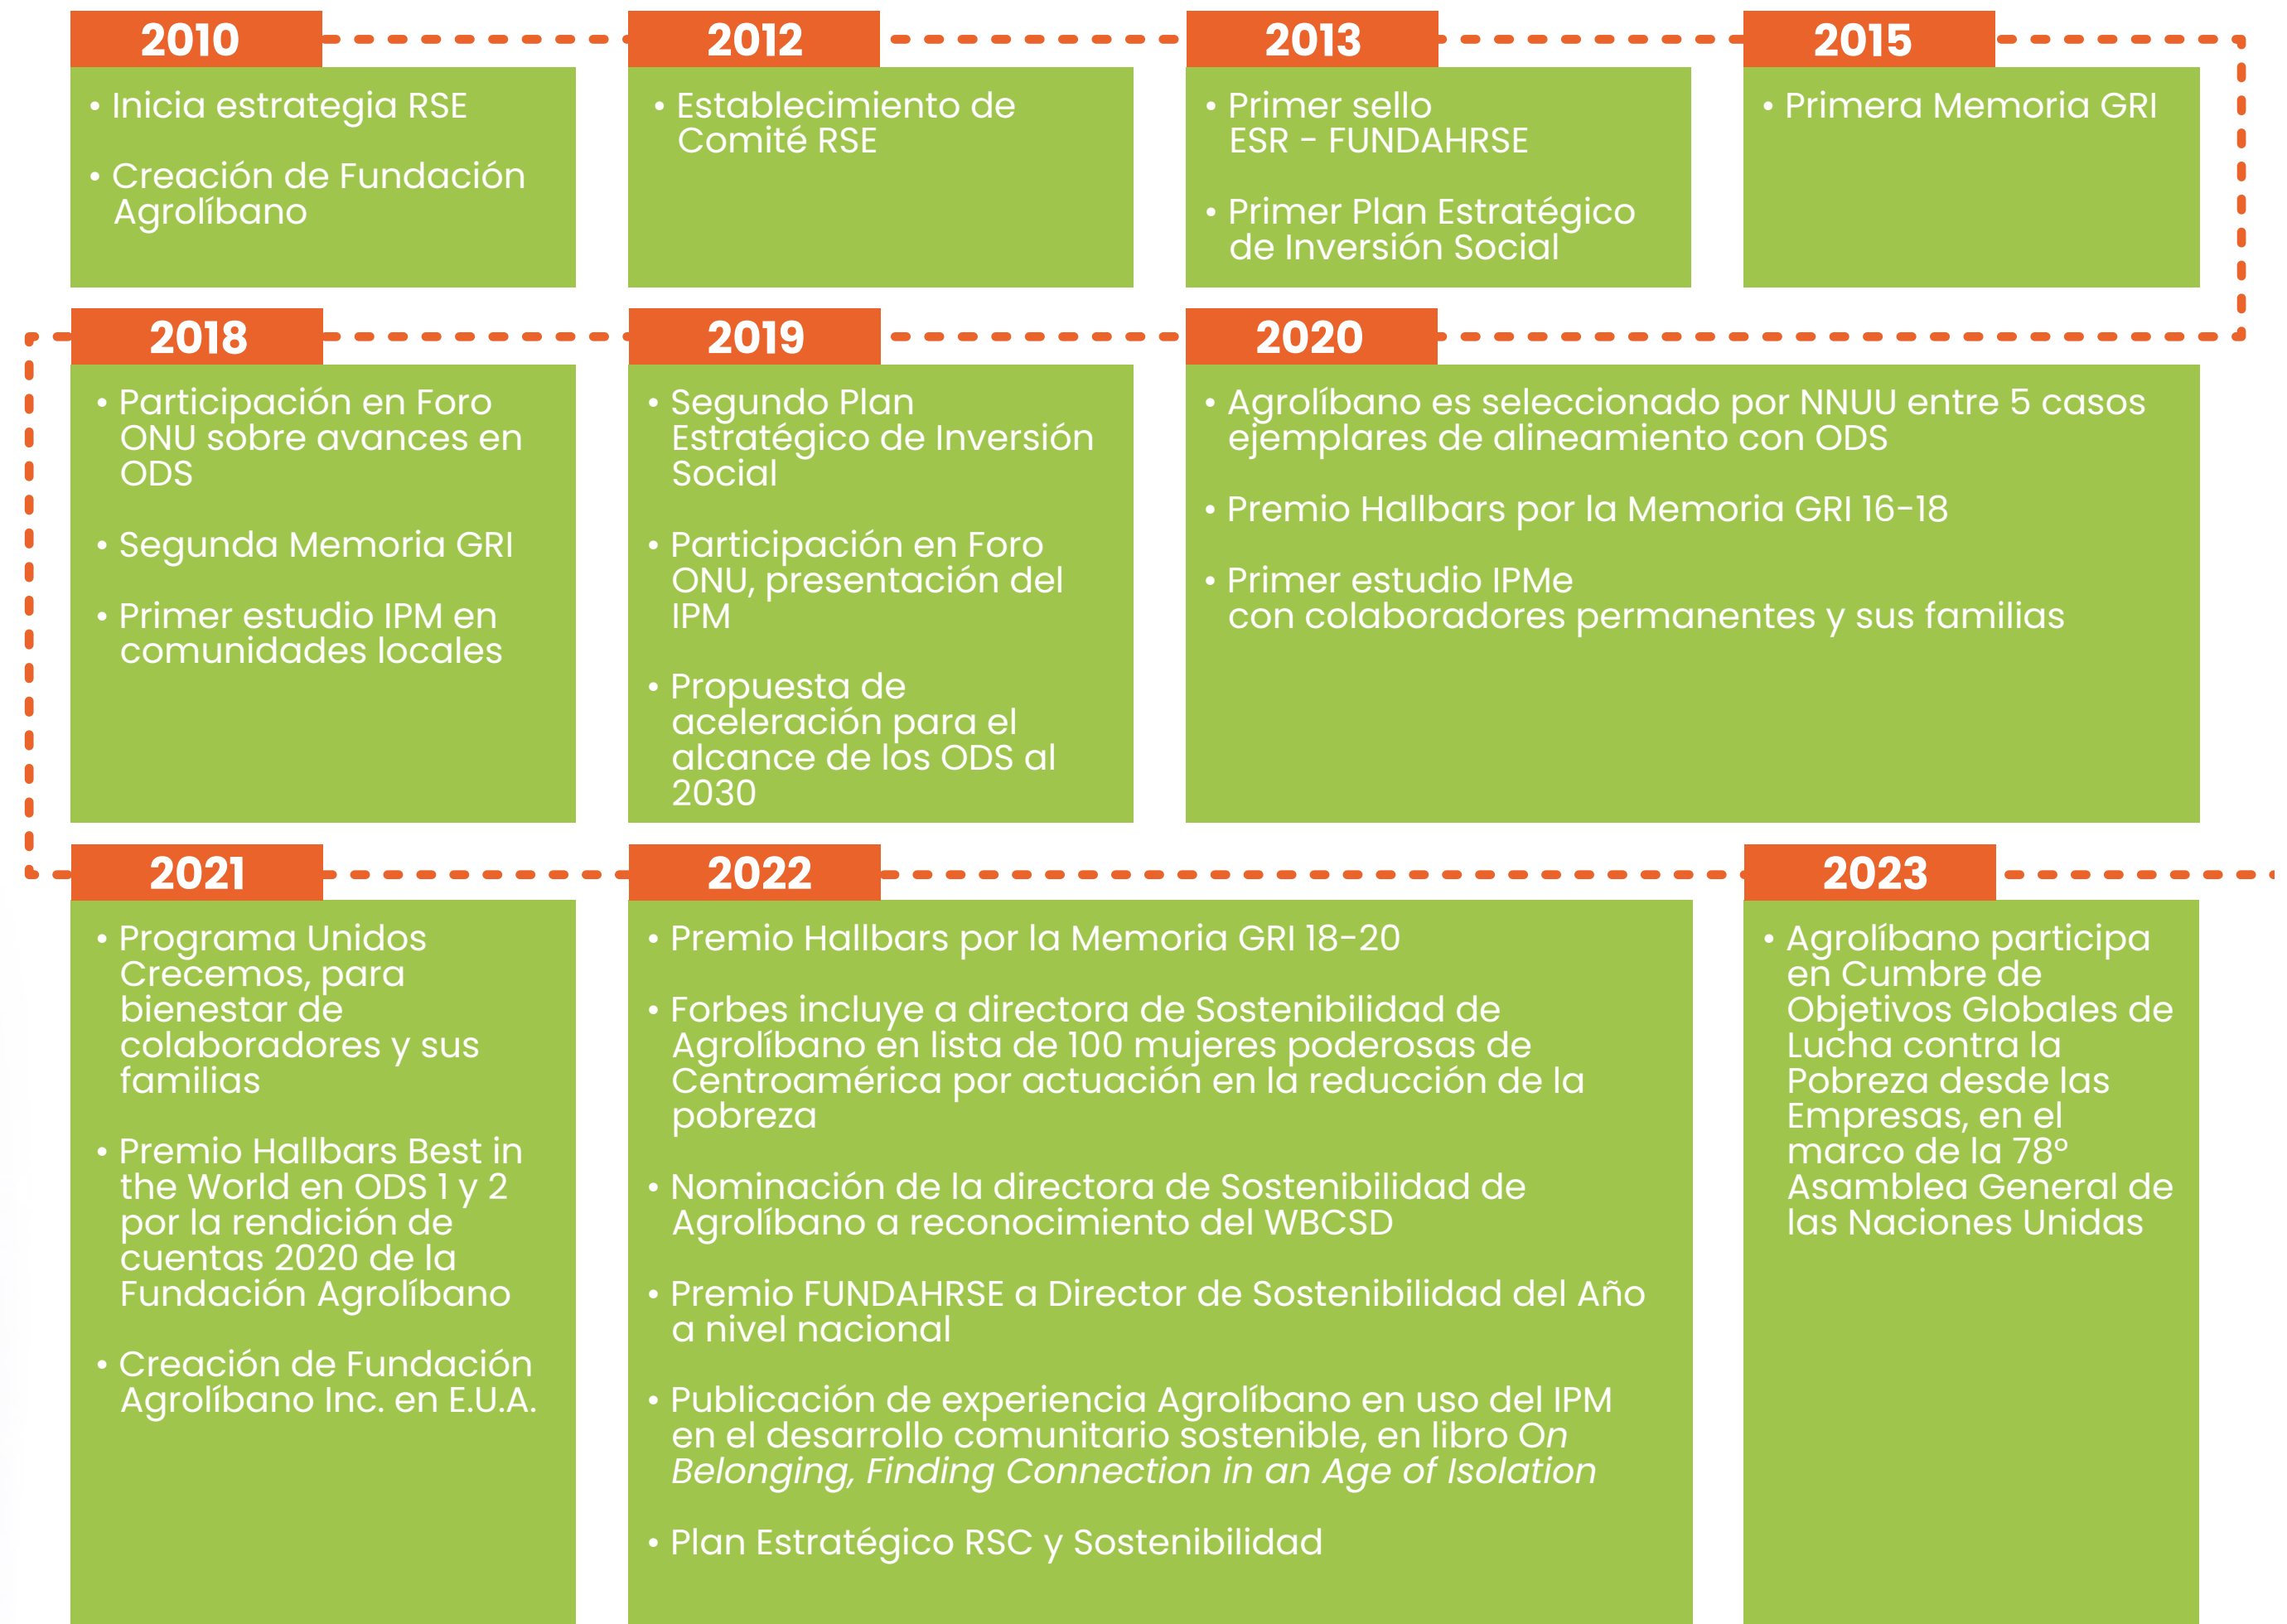 2010
• Inicia estrategia RSE
• Creación de Fundación
Agrolíbano
2012
• Establecimiento de
Comité RSE
2013
• Primer sello
ESR - FUNDAHRSE
• Primer Plan Estratégico
de Inversión Social
2015
• Primera Memoria GRI
2018
• Participación en Foro
ONU sobre avances en
ODS
• Segunda Memoria GRI
• Primer estudio IPM en
comunidades locales
2019
• Segundo Plan
Estratégico de Inversión
Social
• Participación en Foro
ONU, presentación del
IPM
• Propuesta de
aceleración para el
alcance de los ODS al
2030
2020
• Agrolíbano es seleccionado por NNUU entre 5 casos
ejemplares de alineamiento con ODS
• Premio Hallbars por la Memoria GRI 16-18
• Primer estudio IPMe
con colaboradores permanentes y sus familias
2021
• Programa Unidos
Crecemos, para
bienestar de
colaboradores y sus
familias
• Premio Hallbars Best in
the World en ODS 1 y 2
por la rendición de
cuentas 2020 de la
Fundación Agrolíbano
• Creación de Fundación
Agrolíbano Inc. en E.U.A.
2022
• Premio Hallbars por la Memoria GRI 18-20
• Forbes incluye a directora de Sostenibilidad de
Agrolíbano en lista de 100 mujeres poderosas de
Centroamérica por actuación en la reducción de la
pobreza
• Nominación de la directora de Sostenibilidad de
Agrolíbano a reconocimiento del WBCSD
• Premio FUNDAHRSE a Director de Sostenibilidad del Año
a nivel nacional
• Publicación de experiencia Agrolíbano en uso del IPM
en el desarrollo comunitario sostenible, en libro On
Belonging, Finding Connection in an Age of Isolation
• Plan Estratégico RSC y Sostenibilidad
2023
• Agrolíbano participa
en Cumbre de
Objetivos Globales de
Lucha contra la
Pobreza desde las
Empresas, en el
marco de la 78º
Asamblea General de
las Naciones Unidas